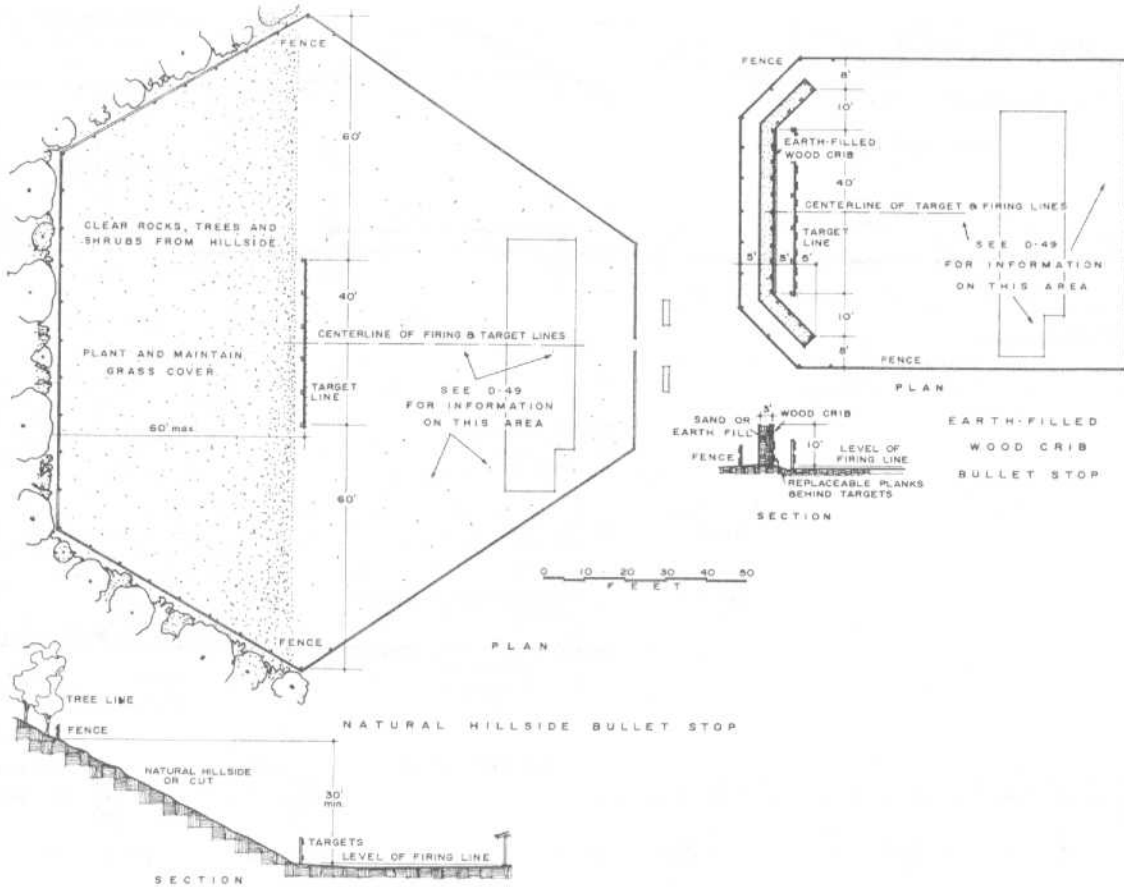 FENCE
60'
CLEAR ROCKS, TREES AND
SHRUBS FROM HILLSIDE.
40'
CENTERLINE OF FIRING & TARGET LINES
PLANT AND MAINTAIN
GRASS COVER
TARGET
LINE
SEE D-49
FOR INFORMATION
ON THIS AREA
60' max.
60'
FENCE
PLAN
NATURAL HILLSIDE BULLET STOP
TREE LINE
FENCE
NATURAL HILLSIDE
OR CUT
30'
min.
TARGETS
LEVEL OF FIRING LINE
SECTION
0 10 20 30 40 50
FEET
FENCE
8'
10'
EARTH-FILLED
WOOD CRIB
40'
CENTERLINE OF TARGET & FIRING LINES
TARGET
LINE
SEE D-49
FOR INFORMATION
ON THIS AREA
5'
5'
10'
8'
FENCE
PLAN
3'
SAND OR
EARTH FILL
WOOD CRIB
10'
LEVEL OF
FIRING LINE
FENCE
REPLACEABLE PLANKS
BEHIND TARGETS
SECTION
EARTH-FILLED
WOOD CRIB
BULLET STOP